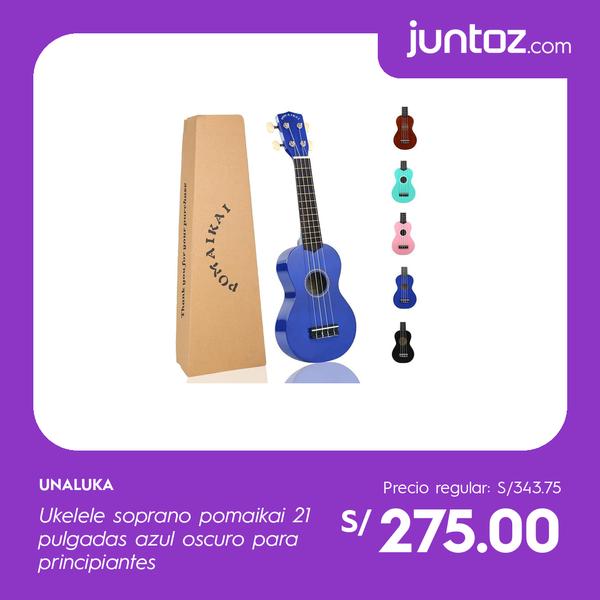 juntoz.com
POMAIKAI
Thank you for your purchase
POMAIKAI
UNALUKA
Precio regular: S/343.75
Ukelele soprano pomaikai 21
pulgadas azul oscuro para
principiantes
S/275.00